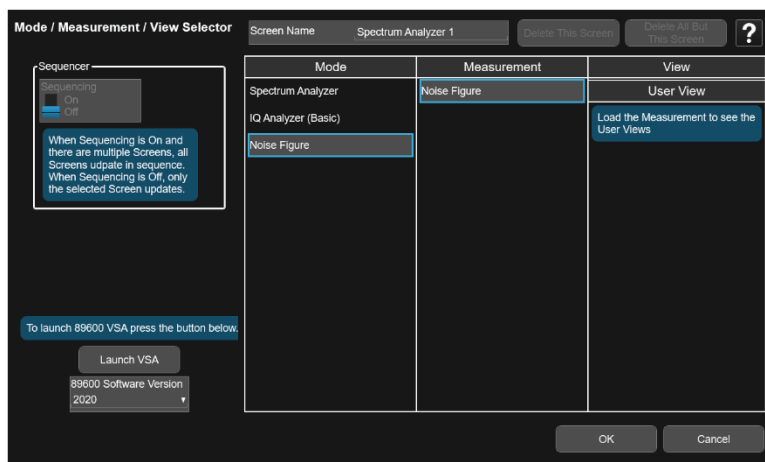 Mode / Measurement / View Selector
Screen Name
Spectrum Analyzer 1
Delete This Screen
Delete All But
This Screen
?
Sequencer
Sequencing
On
Off
When Sequencing is On and
there are multiple Screens, all
Screens udpate in sequence.
When Sequencing is Off, only
the selected Screen updates.
To launch 89600 VSA press the button below.
Launch VSA
89600 Software Version
2020
Mode
Spectrum Analyzer
IQ Analyzer (Basic)
Noise Figure
Measurement
Noise Figure
View
User View
Load the Measurement to see the
User Views
OK
Cancel